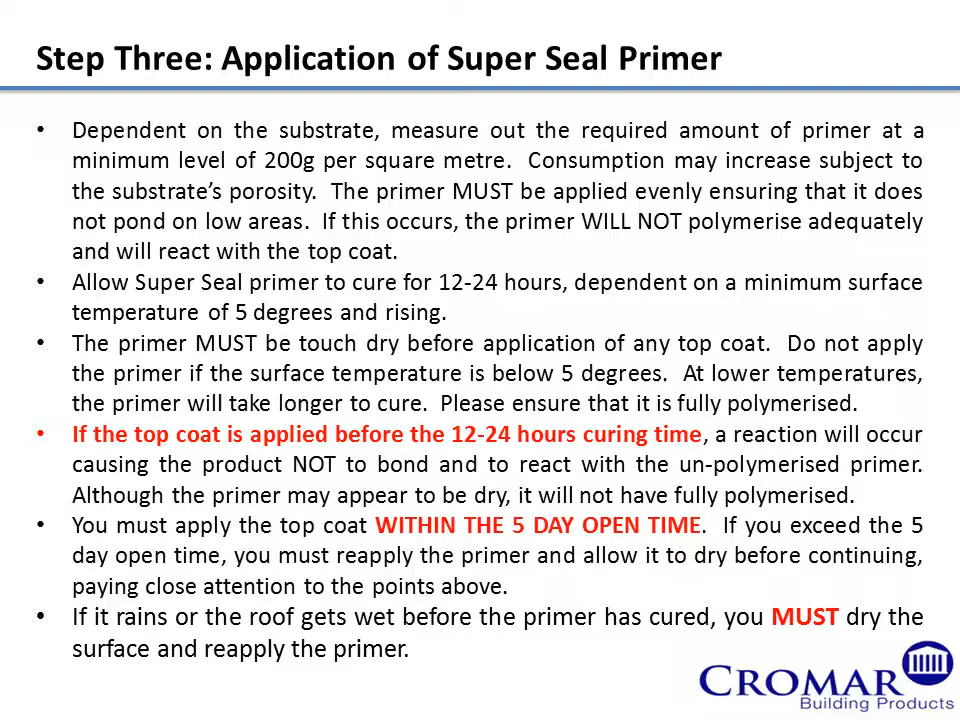 Step Three: Application of Super Seal Primer
• Dependent on the substrate, measure out the required amount of primer at a
minimum level of 200g per square metre. Consumption may increase subject to
the substrate’s porosity. The primer MUST be applied evenly ensuring that it does
not pond on low areas. If this occurs, the primer WILL NOT polymerise adequately
and will react with the top coat.
• Allow Super Seal primer to cure for 12-24 hours, dependent on a minimum surface
temperature of 5 degrees and rising.
• The primer MUST be touch dry before application of any top coat. Do not apply
the primer if the surface temperature is below 5 degrees. At lower temperatures,
the primer will take longer to cure. Please ensure that it is fully polymerised.
• If the top coat is applied before the 12-24 hours curing time, a reaction will occur
causing the product NOT to bond and to react with the un-polymerised primer.
Although the primer may appear to be dry, it will not have fully polymerised.
• You must apply the top coat WITHIN THE 5 DAY OPEN TIME. If you exceed the 5
day open time, you must reapply the primer and allow it to dry before continuing,
paying close attention to the points above.
• If it rains or the roof gets wet before the primer has cured, you MUST dry the
surface and reapply the primer.
CROMAR
Building Products